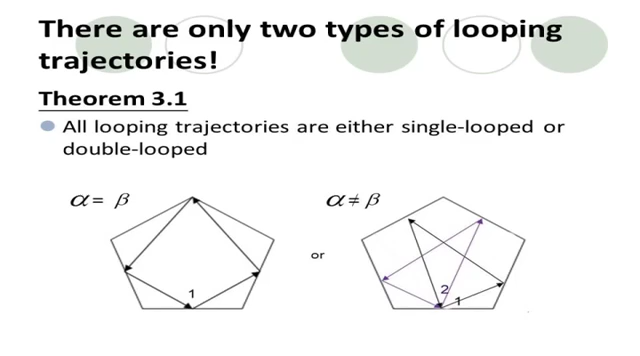 There are only two types of looping
trajectories!
Theorem 3.1
All looping trajectories are either single-looped or
double-looped
α = β
α ≠ β
or
1
2
1